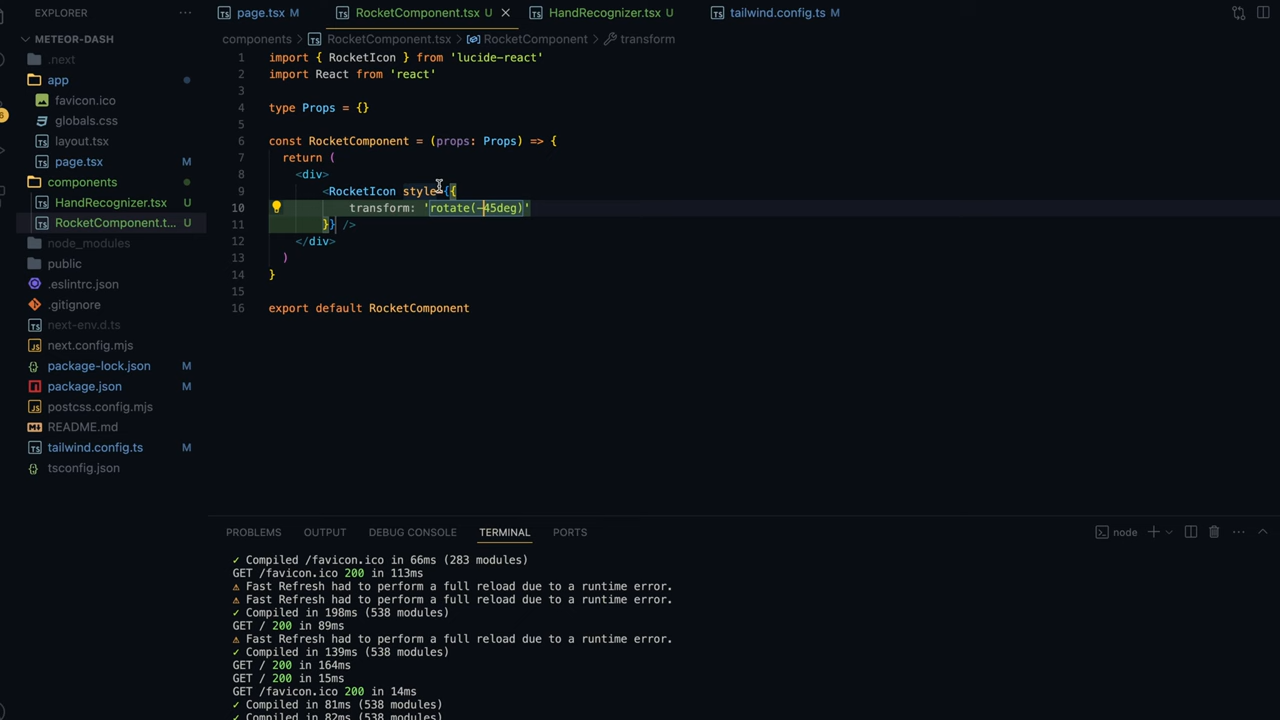 EXPLORER ...
page.tsx M
RocketComponent.tsx U
HandRecognizer.tsx U
tailwind.config.ts M
METEOR-DASH
components > RocketComponent.tsx > RocketComponent > transform
.next
app
favicon.ico
globals.css
layout.tsx
page.tsx M
components
HandRecognizer.tsx U
RocketComponent.t... U
node_modules
public
.eslintrc.json
.gitignore
next-env.d.ts
next.config.mjs
package-lock.json M
package.json M
postcss.config.mjs
README.md
tailwind.config.ts M
tsconfig.json
1 import { RocketIcon } from 'lucide-react'
2 import React from 'react'
3
4 type Props = {}
5
6 const RocketComponent = (props: Props) => {
7 return (
8 <div>
9 <RocketIcon style={{
10 transform: 'rotate(-45deg)'
11 }} />
12 </div>
13 )
14 }
15
16 export default RocketComponent
PROBLEMS OUTPUT DEBUG CONSOLE TERMINAL PORTS
node
✓ Compiled /favicon.ico in 66ms (283 modules)
GET /favicon.ico 200 in 113ms
⚠ Fast Refresh had to perform a full reload due to a runtime error.
⚠ Fast Refresh had to perform a full reload due to a runtime error.
✓ Compiled in 198ms (538 modules)
GET / 200 in 89ms
⚠ Fast Refresh had to perform a full reload due to a runtime error.
✓ Compiled in 139ms (538 modules)
GET / 200 in 164ms
GET / 200 in 15ms
GET /favicon.ico 200 in 14ms
✓ Compiled in 81ms (538 modules)
✓ Compiled in 82ms (538 modules)